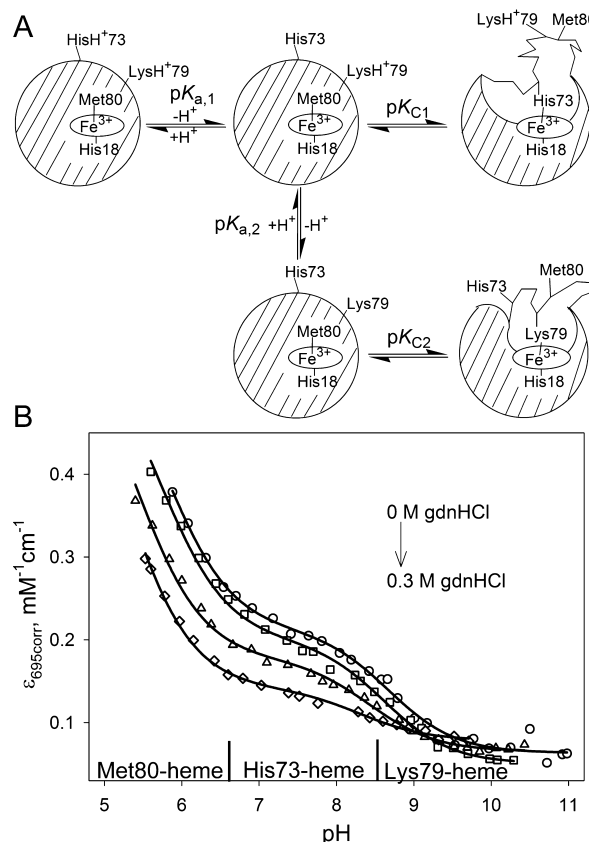 A
HisH+73
LysH+79
Met80
Fe3+
His18
pKa,1
-H+
+H+
His73
LysH+79
Met80
Fe3+
His18
pKC1
LysH+79
Met80
His73
Fe3+
His18
pKa,2 +H+ -H+
His73
Lys79
Met80
Fe3+
His18
pKC2
His73
Met80
Lys79
Fe3+
His18
B
ε695corr, mM-1cm-1
0.4
0.3
0.2
0.1
0 M gdnHCl
0.3 M gdnHCl
Met80-heme His73-heme Lys79-heme
5 6 7 8 9 10 11
pH